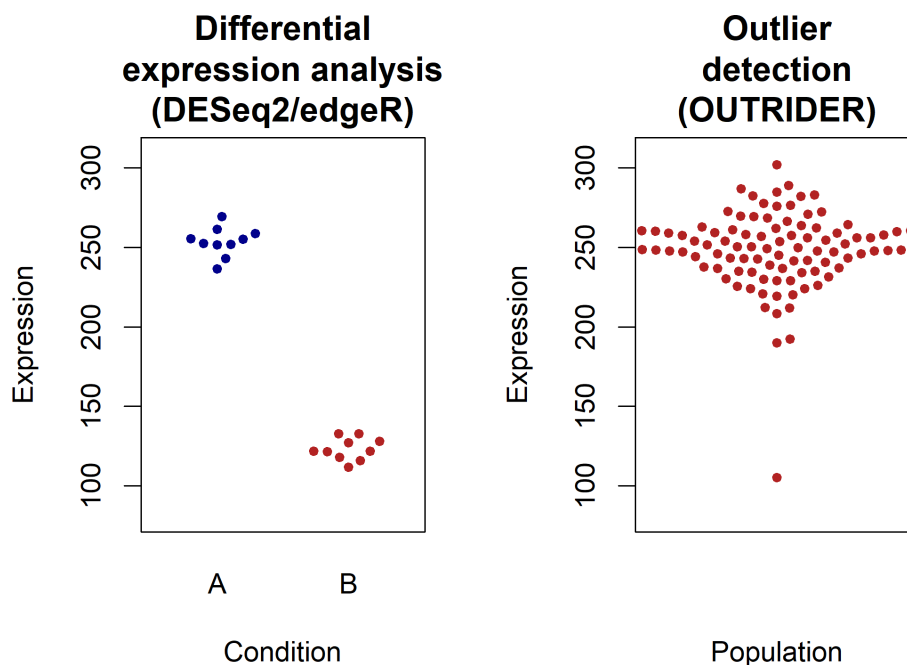 Differential
expression analysis
(DESeq2/edgeR)
Expression
300
250
200
150
100
A B
Condition
Outlier
detection
(OUTRIDER)
Expression
300
250
200
150
100
Population